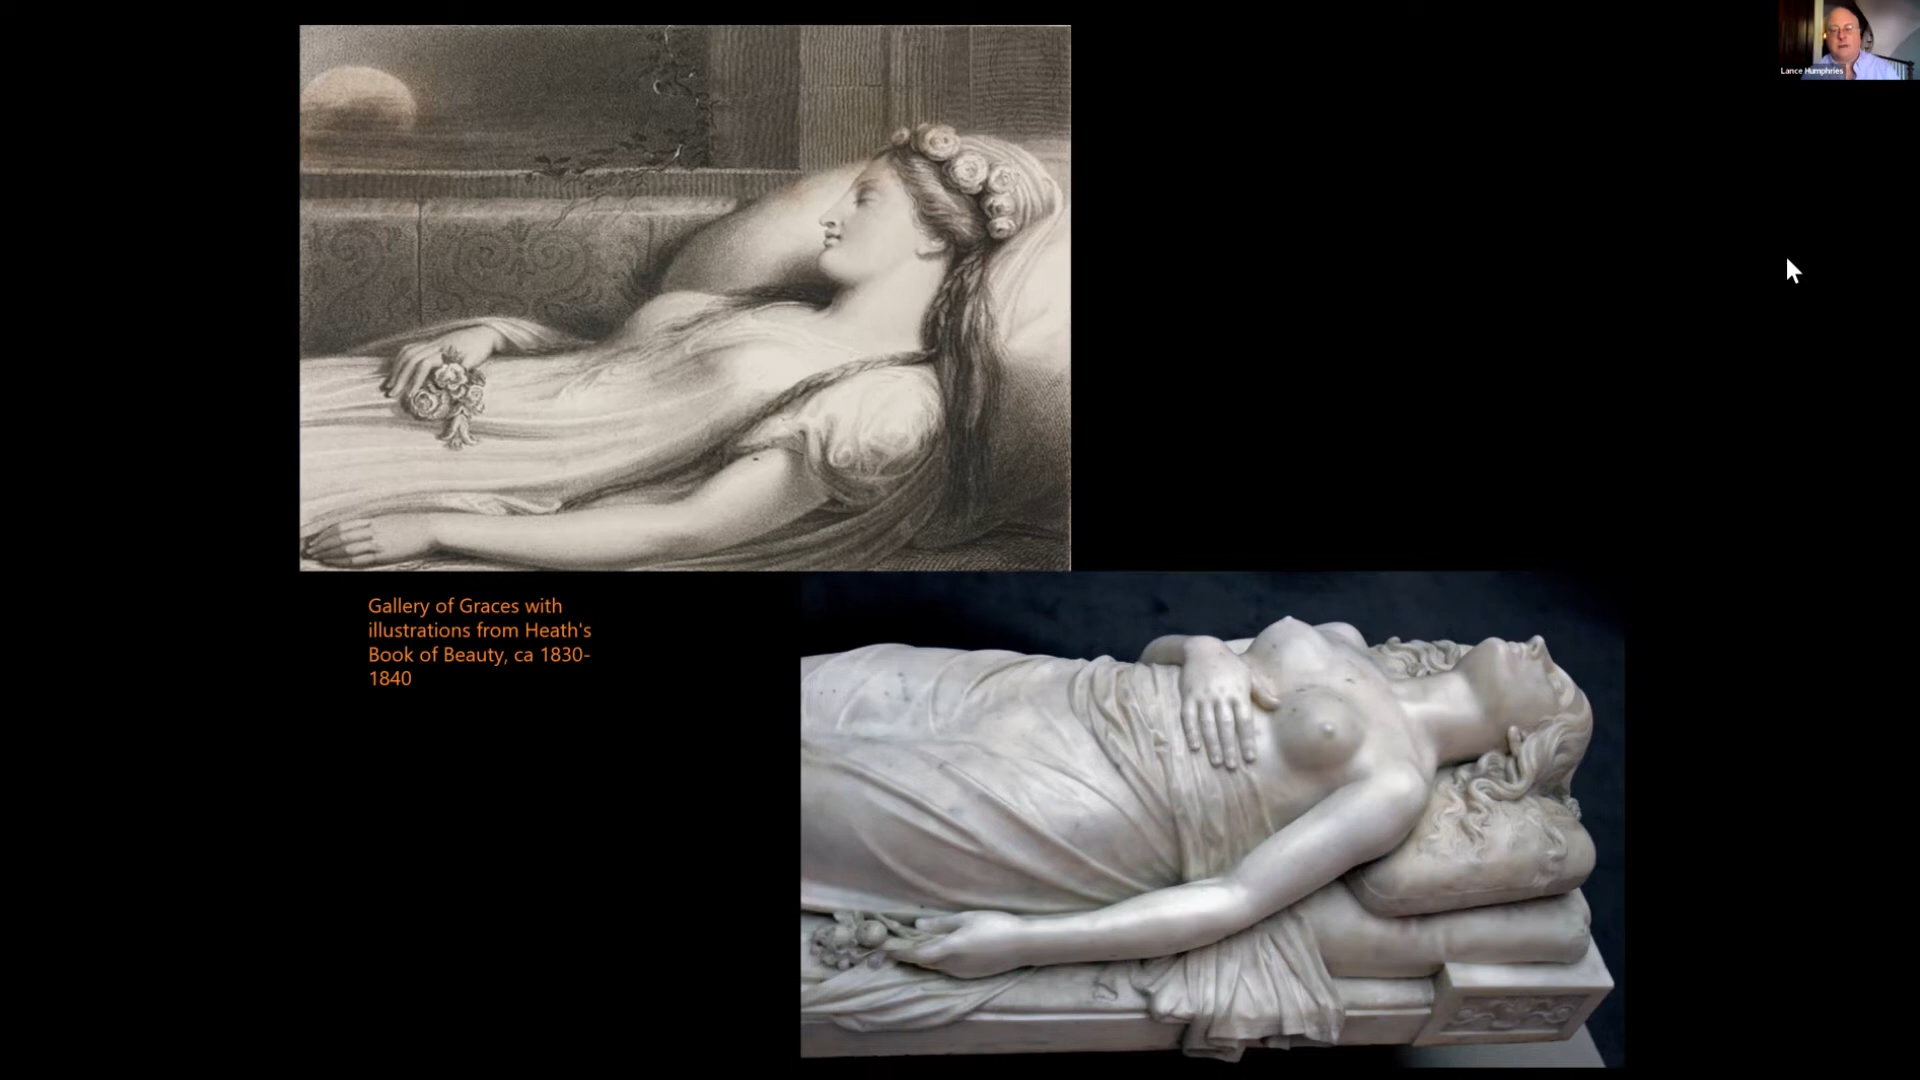 Lance Humphries
Gallery of Graces with
illustrations from Heath's
Book of Beauty, ca 1830-
1840